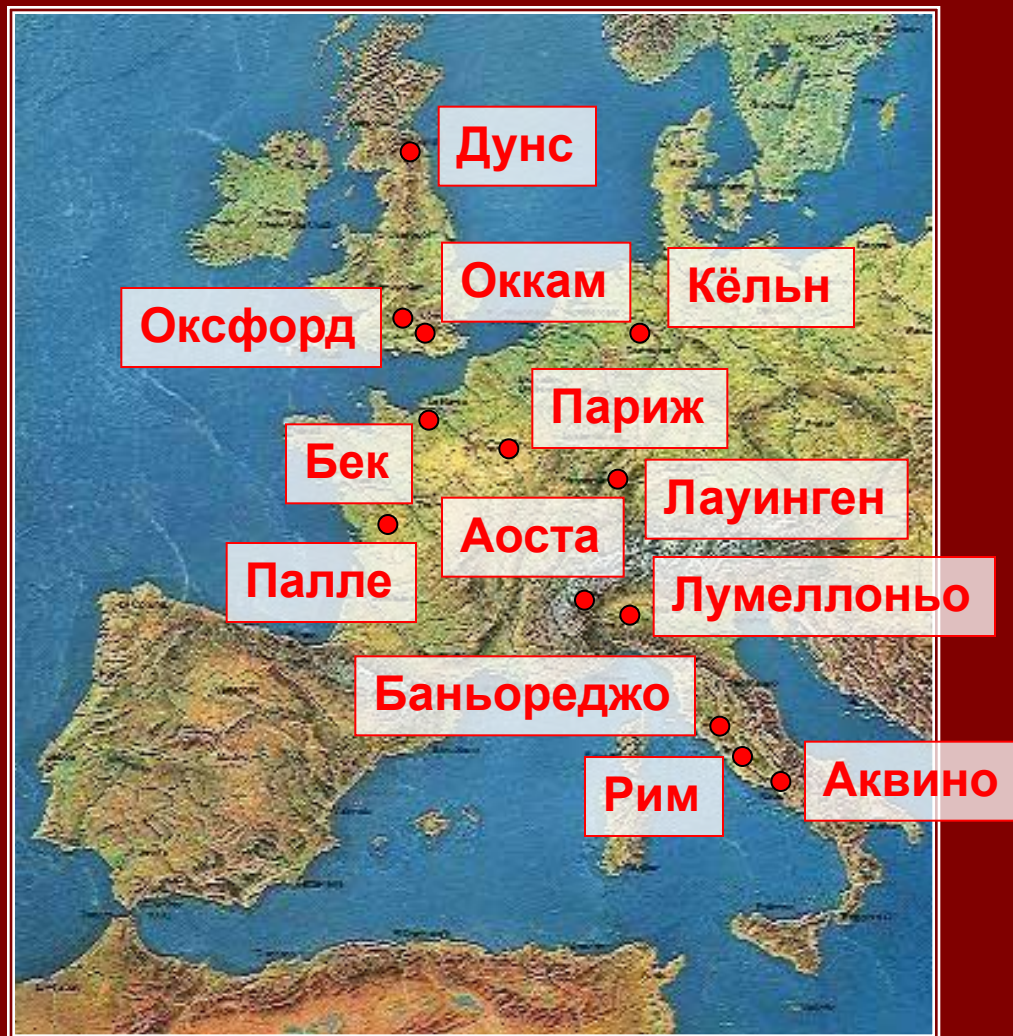 Дунс
Оккам
Кёльн
Оксфорд
Париж
Бек
Лауинген
Аоста
Палле
Лумеллоньо
Баньореджо
Рим
Аквино